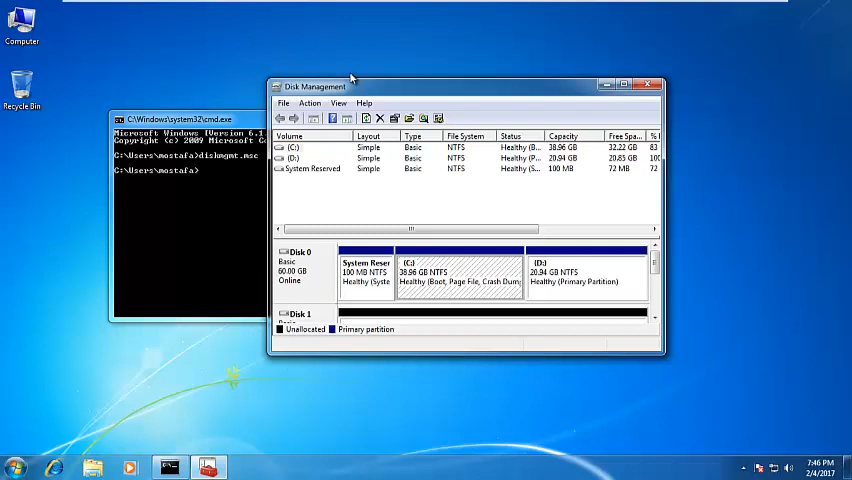 Computer
Recycle Bin
C:\Windows\system32\cmd.exe
Microsoft Windows [Version 6.1
Copyright (c) 2009 Microsoft Co
C:\Users\mostafa>diskmgmt.msc
C:\Users\mostafa>
Disk Management
File Action View Help
Volume Layout Type File System Status Capacity Free Spa... %
(C:) Simple Basic NTFS Healthy (B... 38.96 GB 32.22 GB 83
(D:) Simple Basic NTFS Healthy (P... 20.94 GB 20.85 GB 100
System Reserved Simple Basic NTFS Healthy (S... 100 MB 72 MB 72
Disk 0
Basic
60.00 GB
Online
System Reser
100 MB NTFS
Healthy (Syste
(C:)
38.96 GB NTFS
Healthy (Boot, Page File, Crash Dump
(D:)
20.94 GB NTFS
Healthy (Primary Partition)
Disk 1
Unallocated Primary partition
7:46 PM
2/4/2017